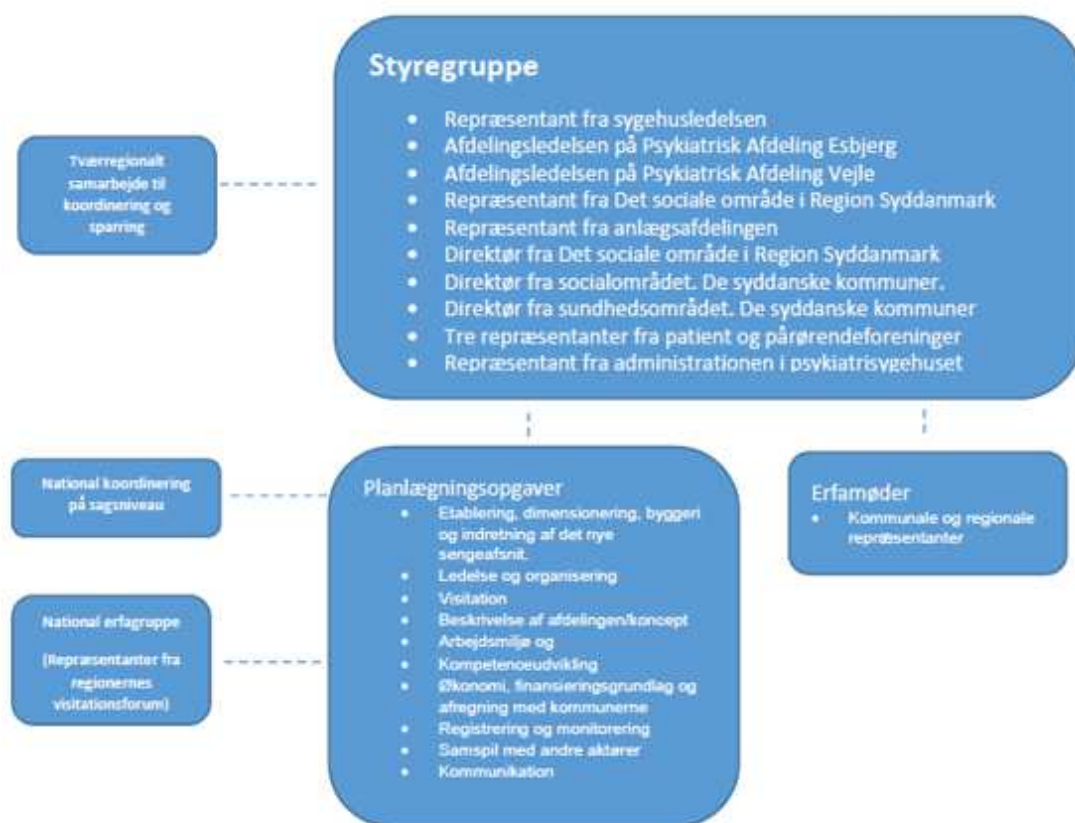 Styregruppe
• Repræsentant fra sygehusledelsen
• Afdelingsledelsen på Psykiatrisk Afdeling Esbjerg
• Afdelingsledelsen på Psykiatrisk Afdeling Vejle
• Repræsentant fra Det sociale område i Region Syddanmark
• Repræsentant fra anlægsafdelingen
• Direktør fra Det sociale område i Region Syddanmark
• Direktør fra socialområdet. De syddanske kommuner.
• Direktør fra sundhedsområdet. De syddanske kommuner
• Tre repræsentanter fra patient og pårørendeforeninger
• Repræsentant fra administrationen i psykiatrisygehuset
Tværregionalt
samarbejde til
koordinering og
sparring
National koordinering
på sagsniveau
National erfagruppe
(Repræsentanter fra
regionernes
visitationsforum)
Planlægningsopgaver
• Etablering, dimensionering, byggeri
og indretning af det nye
sengeafsnit.
• Ledelse og organisering
• Visitation
• Beskrivelse af afdelingen/koncept
• Arbejdsmiljø og
• Kompetenceudvikling
• Økonomi, finansieringsgrundlag og
afregning med kommunerne
• Registrering og monitorering
• Samspil med andre aktører
• Kommunikation
Erfamøder
• Kommunale og regionale
repræsentanter